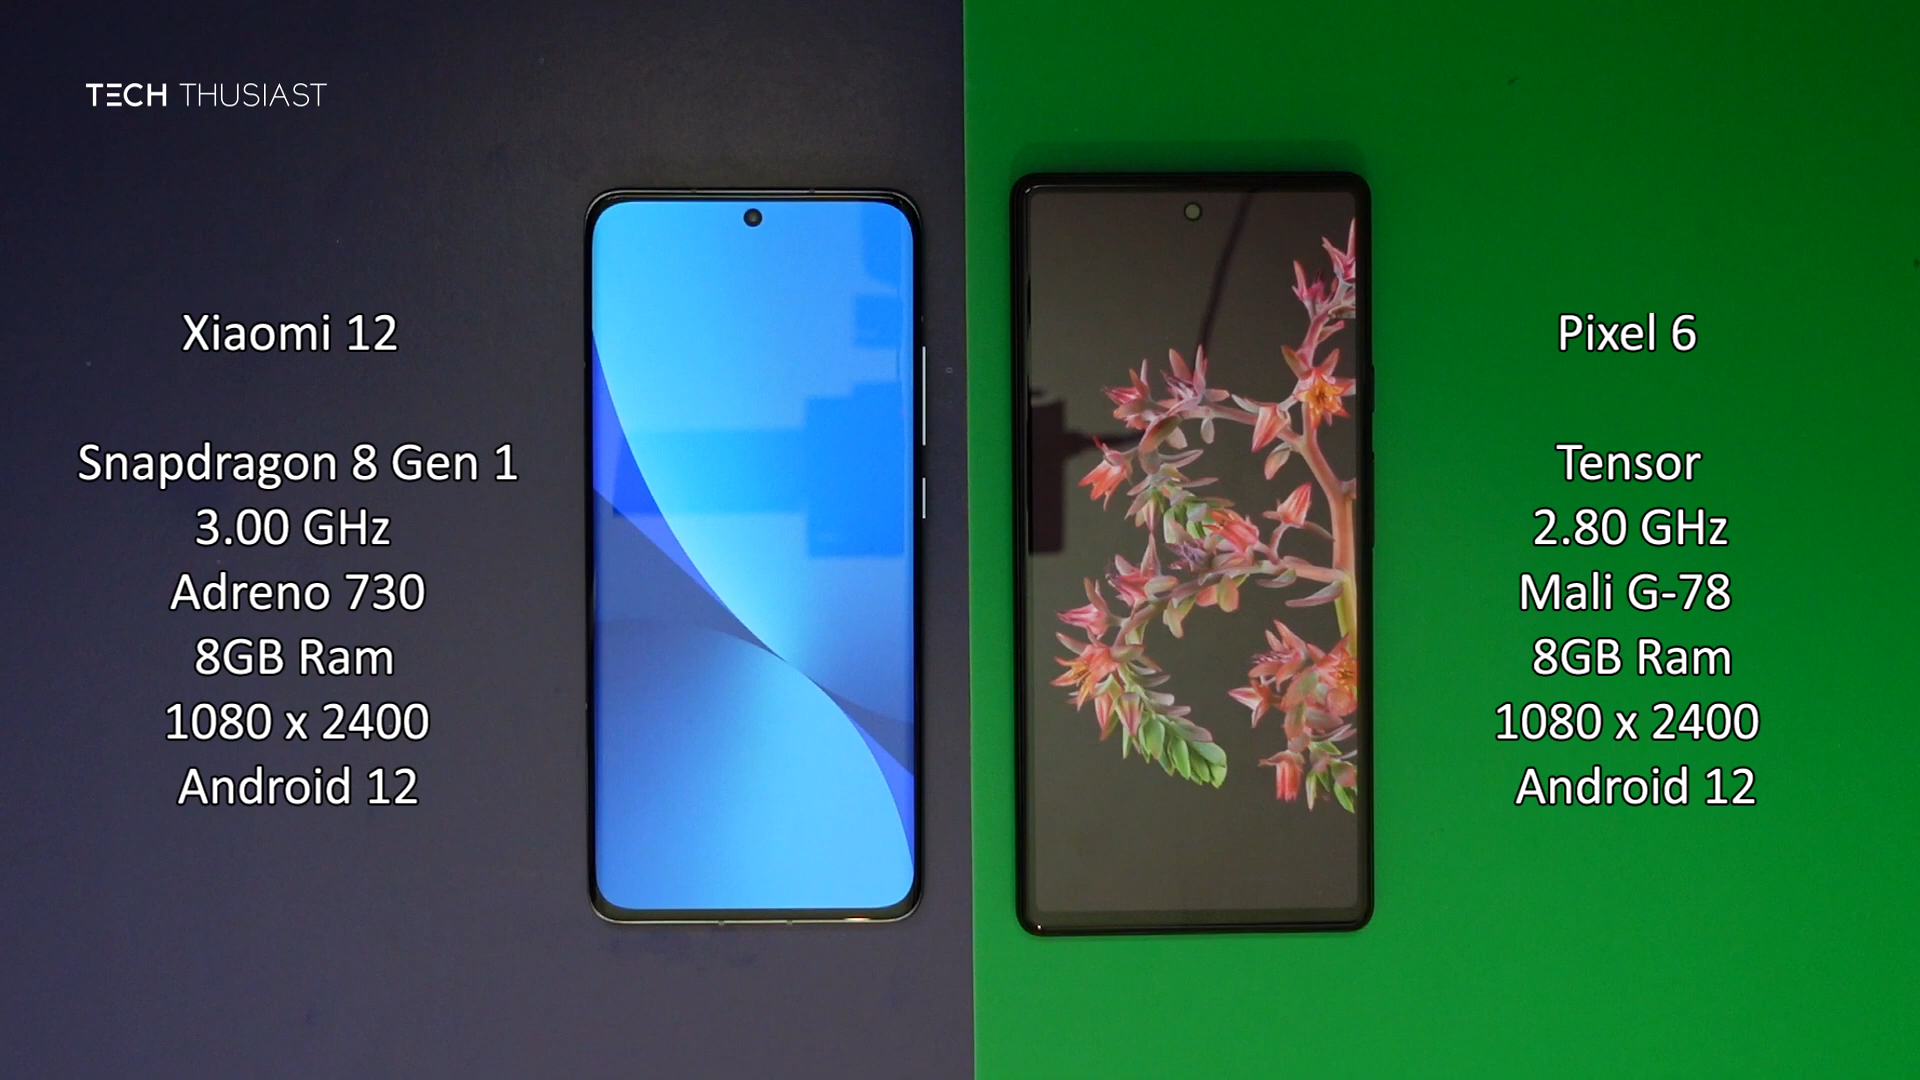 TECH THUSIAST
Xiaomi 12
Snapdragon 8 Gen 1
3.00 GHz
Adreno 730
8GB Ram
1080 x 2400
Android 12
Pixel 6
Tensor
2.80 GHz
Mali G-78
8GB Ram
1080 x 2400
Android 12